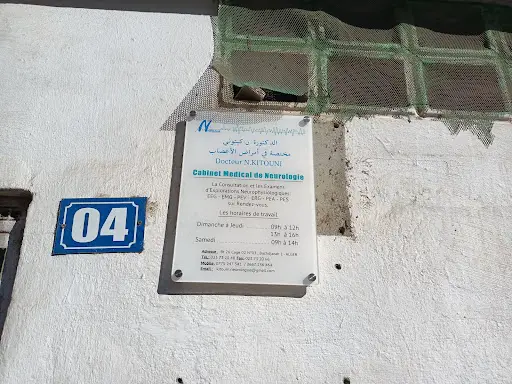 الدكتورة ن. كيتوني
مختصة في أمراض الأعصاب
Docteur N.KITOUNI
Cabinet Medical de Neurologie
La Consultation et les Examens
d'Explorations Neurophysiologiques
sur Rendez-vous.
Les horaires de travail
Dimanche à Jeudi 09h à 12h
13h à 16h
Samedi 09h à 14h
04